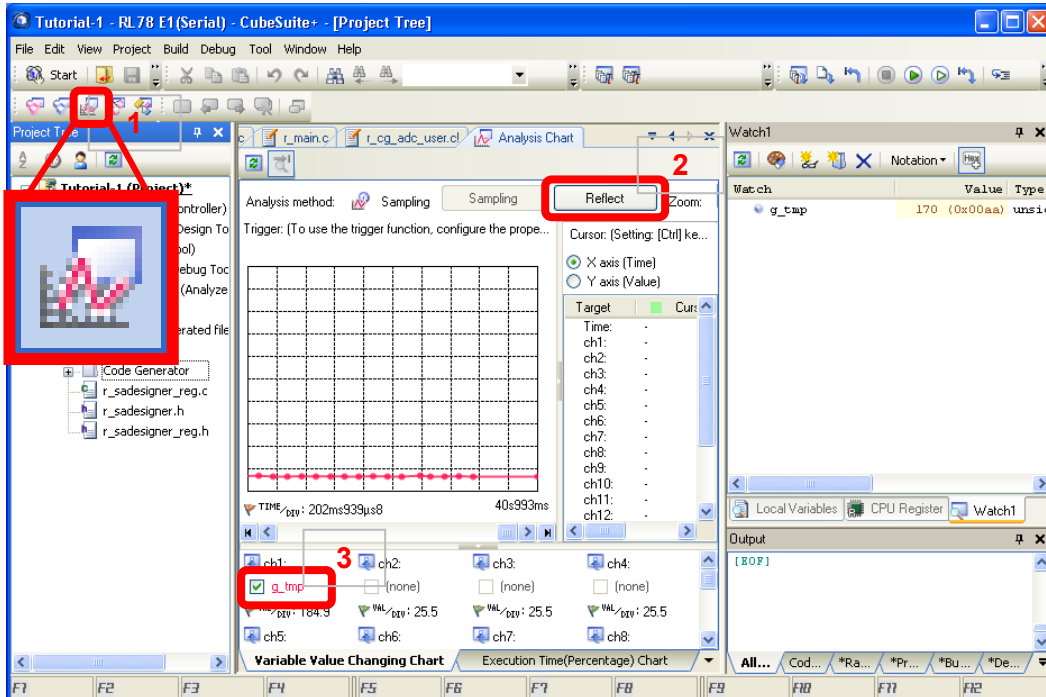 Tutorial-1 - RL78 E1(Serial) - CubeSuite+ - [Project Tree]
File Edit View Project Build Debug Tool Window Help
Start
1
Project Tree
Tutorial-1 (Project)*
ontroller)
Design To
ool)
ebug Too
(Analyze
erated file
Code Generator
r_sadesigner_reg.c
r_sadesigner.h
r_sadesigner_reg.h
c r_main.c r_cg_adc_user.c Analysis Chart
2
Analysis method: Sampling Sampling Reflect Zoom:
Trigger: (To use the trigger function, configure the prope...
Cursor: (Setting: [Ctrl] ke...
X axis (Time)
Y axis (Value)
Target Curs
Time: -
ch1: -
ch2: -
ch3: -
ch4: -
ch5: -
ch6: -
ch7: -
ch8: -
ch9: -
ch10: -
ch11: -
ch12: -
TIME/DIV: 202ms939µs8 40s993ms
3
ch1: ch2: ch3: ch4:
g_tmp (none) (none) (none)
VAL/DIV: 184.9 VAL/DIV: 25.5 VAL/DIV: 25.5 VAL/DIV: 25.5
ch5: ch6: ch7: ch8:
Variable Value Changing Chart Execution Time(Percentage) Chart
Watch1
Notation Hex
Watch Value Type
g_tmp 170 (0x00aa) unsig
Local Variables CPU Register Watch1
Output
[EOF]
All... Cod... *Ra... *Pr... *Bu... *De...
F1 F2 F3 F4 F5 F6 F7 F8 F9 F10 F11 F12